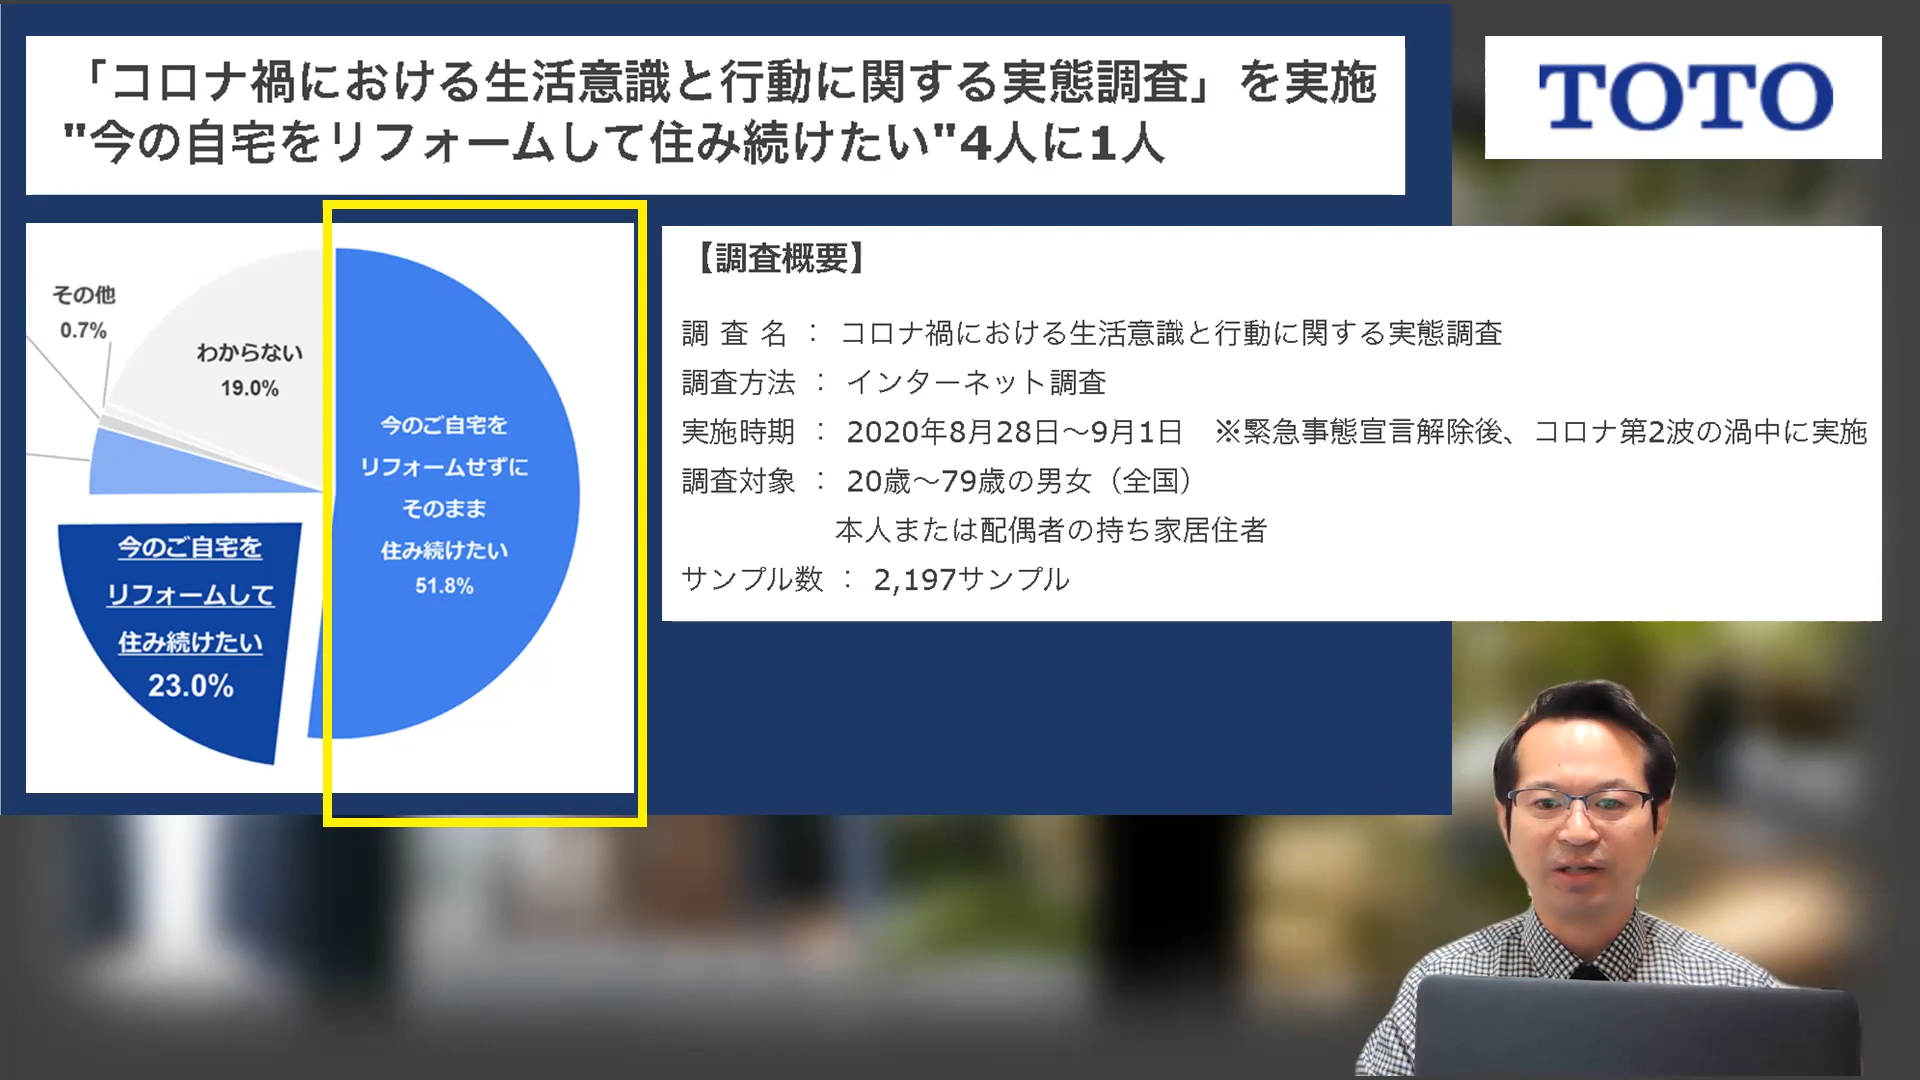 「コロナ禍における生活意識と行動に関する実態調査」を実施
"今の自宅をリフォームして住み続けたい"4人に1人
TOTO
その他
0.7%
わからない
19.0%
今のご自宅を
リフォームせずに
そのまま
住み続けたい
51.8%
今のご自宅を
リフォームして
住み続けたい
23.0%
【調査概要】
調 査 名 : コロナ禍における生活意識と行動に関する実態調査
調査方法 : インターネット調査
実施時期 : 2020年8月28日～9月1日 ※緊急事態宣言解除後、コロナ第2波の渦中に実施
調査対象 : 20歳～79歳の男女（全国）
本人または配偶者の持ち家居住者
サンプル数 : 2,197サンプル